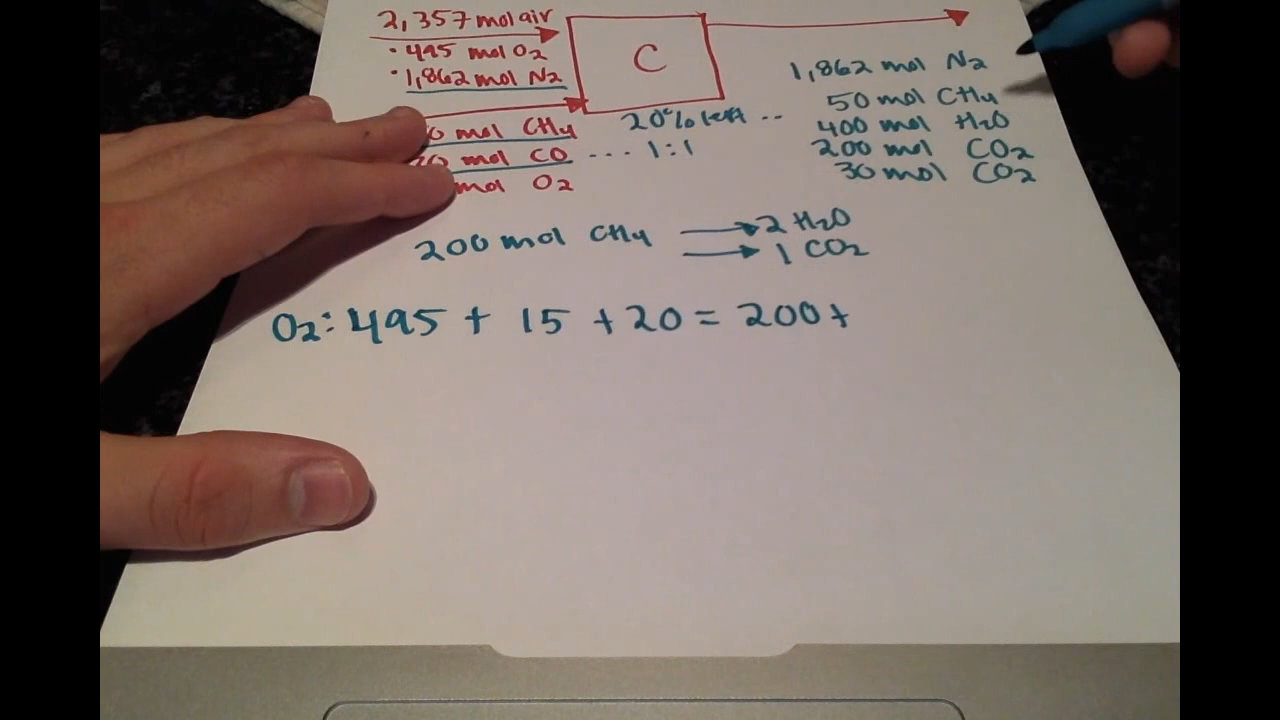 2,357 mol air
• 495 mol O2
• 1,862 mol N2
C
0 mol CH4
mol CO ... 1:1
mol O2
20% left ..
1,862 mol N2
50 mol CH4
400 mol H2O
200 mol CO2
30 mol CO2
200 mol CH4 → 2 H2O
→ 1 CO2
O2: 495 + 15 + 20 = 200 +